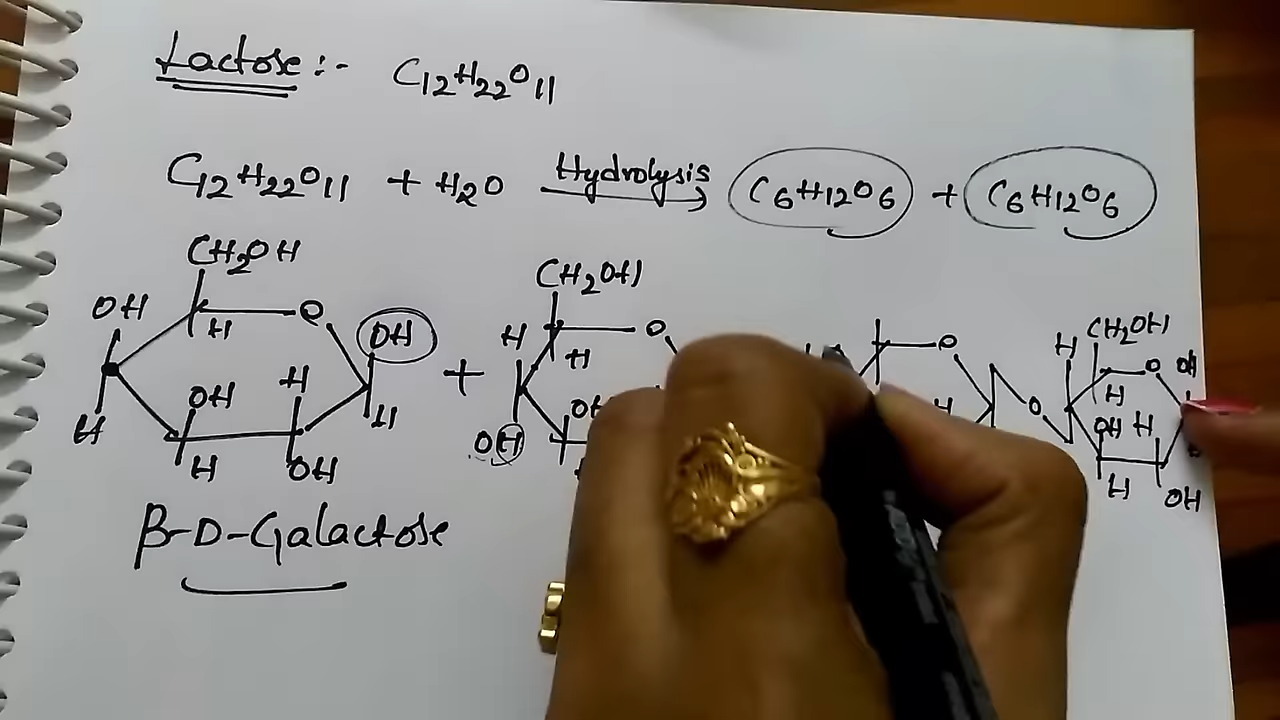 Lactose :- C12H22O11
C12H22O11 + H2O Hydrolysis C6H12O6 + C6H12O6
CH2OH
CH2OH
CH2OH
OH H O OH + H H O O H H O OH
OH H H OH H O OH H
H H OH OH H OH
β-D-Galactose